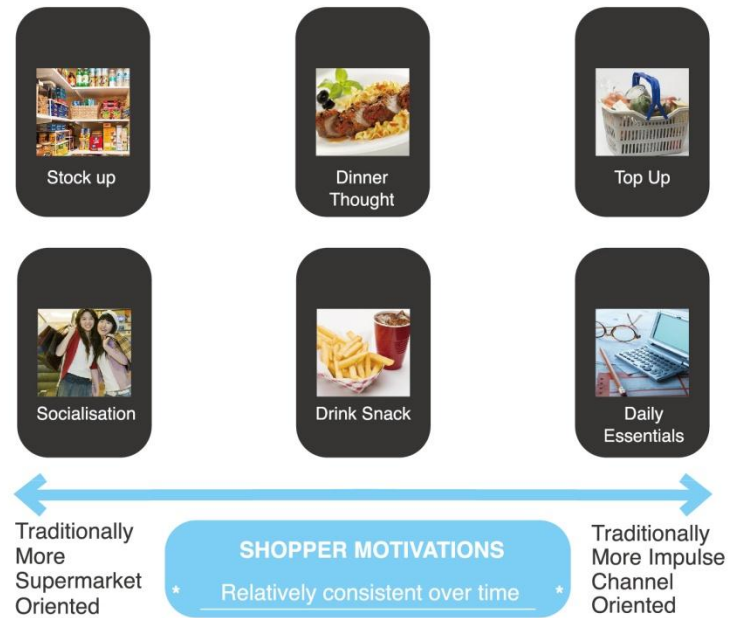 Stock up
Dinner
Thought
Top Up
Socialisation
Drink Snack
Daily
Essentials
Traditionally
More
Supermarket
Oriented
SHOPPER MOTIVATIONS
* Relatively consistent over time *
Traditionally
More Impulse
Channel
Oriented